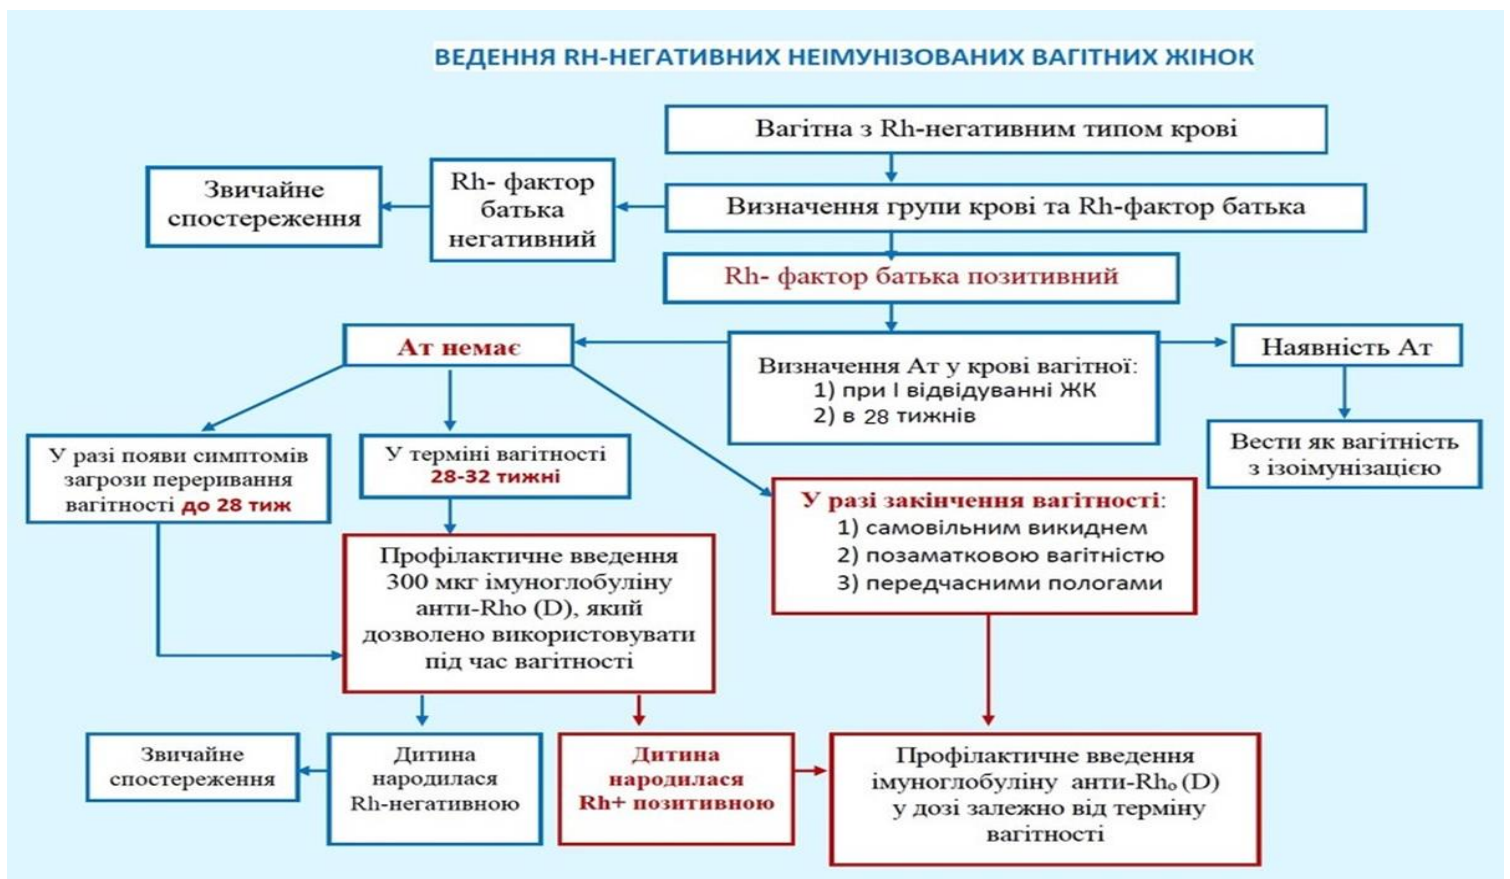 ВЕДЕННЯ RH-НЕГАТИВНИХ НЕІМУНІЗОВАНИХ ВАГІТНИХ ЖІНОК
Вагітна з Rh-негативним типом крові
Звичайне
спостереження
Rh- фактор
батька
негативний
Визначення групи крові та Rh-фактор батька
Rh- фактор батька позитивний
Ат немає
Визначення Ат у крові вагітної:
1) при І відвідуванні ЖК
2) в 28 тижнів
Наявність Ат
Вести як вагітність
з ізоімунізацією
У разі появи симптомів
загрози переривання
вагітності до 28 тиж
У терміні вагітності
28-32 тижні
У разі закінчення вагітності:
1) самовільним викиднем
2) позаматковою вагітністю
3) передчасними пологами
Профілактичне введення
300 мкг імуноглобуліну
анти-Rho (D), який
дозволено використовувати
під час вагітності
Звичайне
спостереження
Дитина
народилася
Rh-негативною
Дитина
народилася
Rh+ позитивною
Профілактичне введення
імуноглобуліну анти-Rhₒ (D)
у дозі залежно від терміну
вагітності